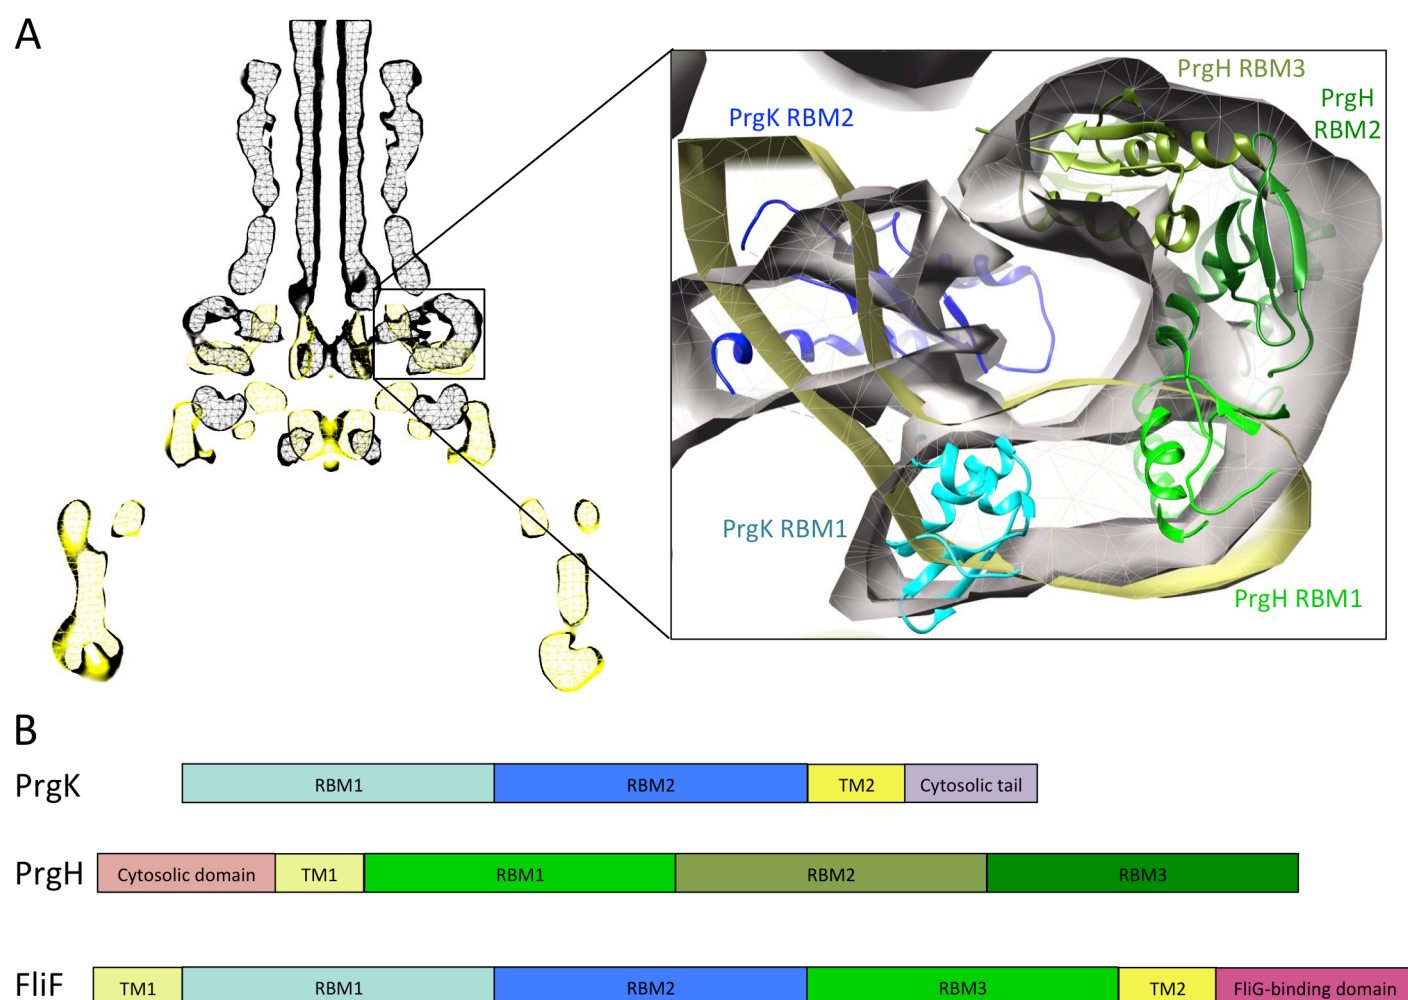 A
PrgK RBM2
PrgH RBM3
PrgH
RBM2
PrgK RBM1
PrgH RBM1
B
PrgK
RBM1
RBM2
TM2
Cytosolic tail
PrgH
Cytosolic domain
TM1
RBM1
RBM2
RBM3
FliF
TM1
RBM1
RBM2
RBM3
TM2
FliG-binding domain